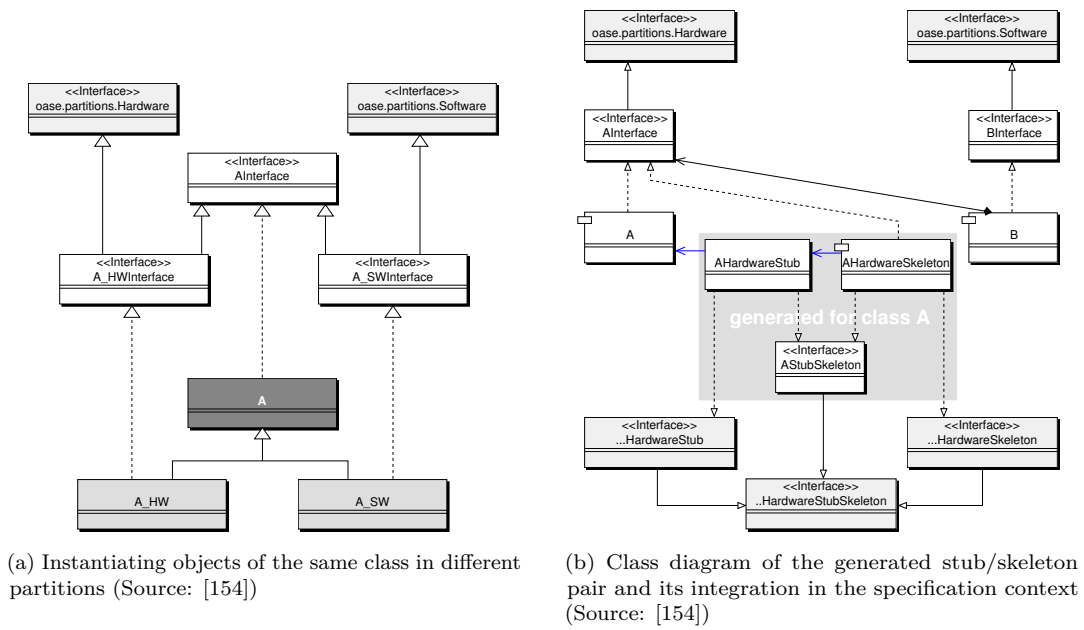 <<Interface>>
oase.partitions.Hardware
<<Interface>>
oase.partitions.Software
<<Interface>>
AInterface
<<Interface>>
A_HWInterface
<<Interface>>
A_SWInterface
A
A_HW
A_SW
(a) Instantiating objects of the same class in different
partitions (Source: [154])
<<Interface>>
oase.partitions.Hardware
<<Interface>>
oase.partitions.Software
<<Interface>>
AInterface
<<Interface>>
BInterface
A
B
AHardwareStub
AHardwareSkeleton
generated for class A
<<Interface>>
AStubSkeleton
<<Interface>>
...HardwareStub
<<Interface>>
...HardwareSkeleton
<<Interface>>
..HardwareStubSkeleton
(b) Class diagram of the generated stub/skeleton
pair and its integration in the specification context
(Source: [154])